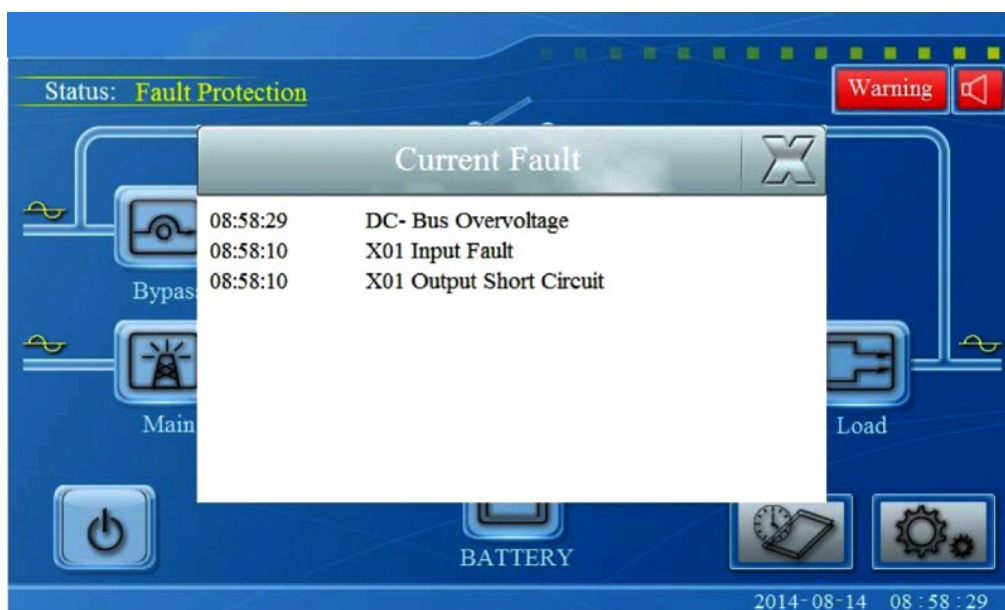 Status: Fault Protection
Warning
Current Fault
08:58:29 DC- Bus Overvoltage
08:58:10 X01 Input Fault
08:58:10 X01 Output Short Circuit
Bypas
Main
Load
BATTERY
2014-08-14 08:58:29